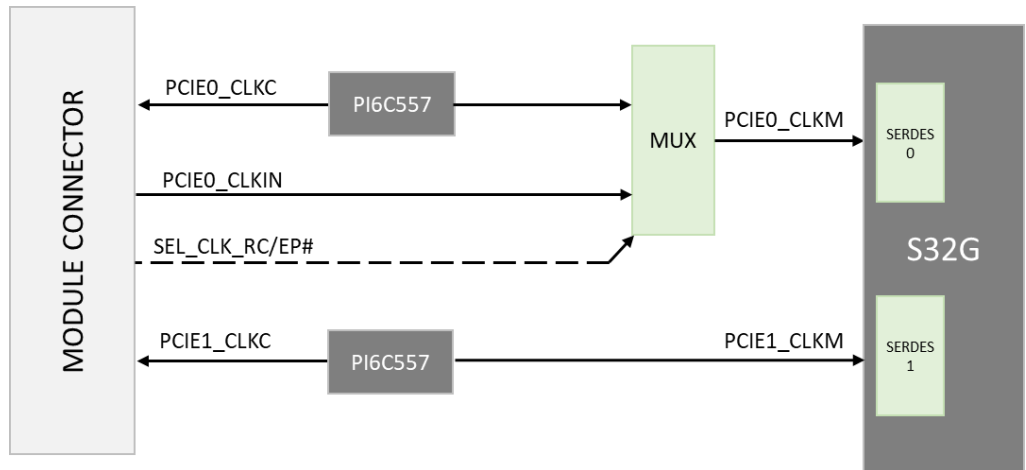 MODULE CONNECTOR
PCIE0_CLKC
PI6C557
MUX
PCIE0_CLKM
SERDES
0
PCIE0_CLKIN
SEL_CLK_RC/EP#
S32G
PCIE1_CLKC
PI6C557
PCIE1_CLKM
SERDES
1